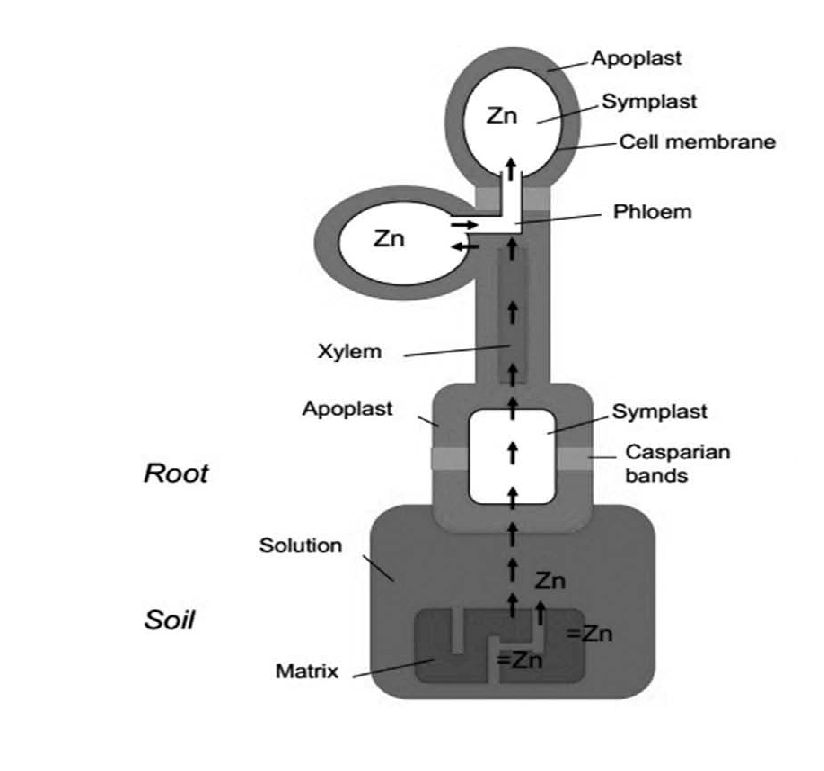 Apoplast
Zn
Symplast
Cell membrane
Phloem
Zn
Xylem
Apoplast
Symplast
Casparian
bands
Root
Solution
Zn
Soil
=Zn
=Zn
Matrix